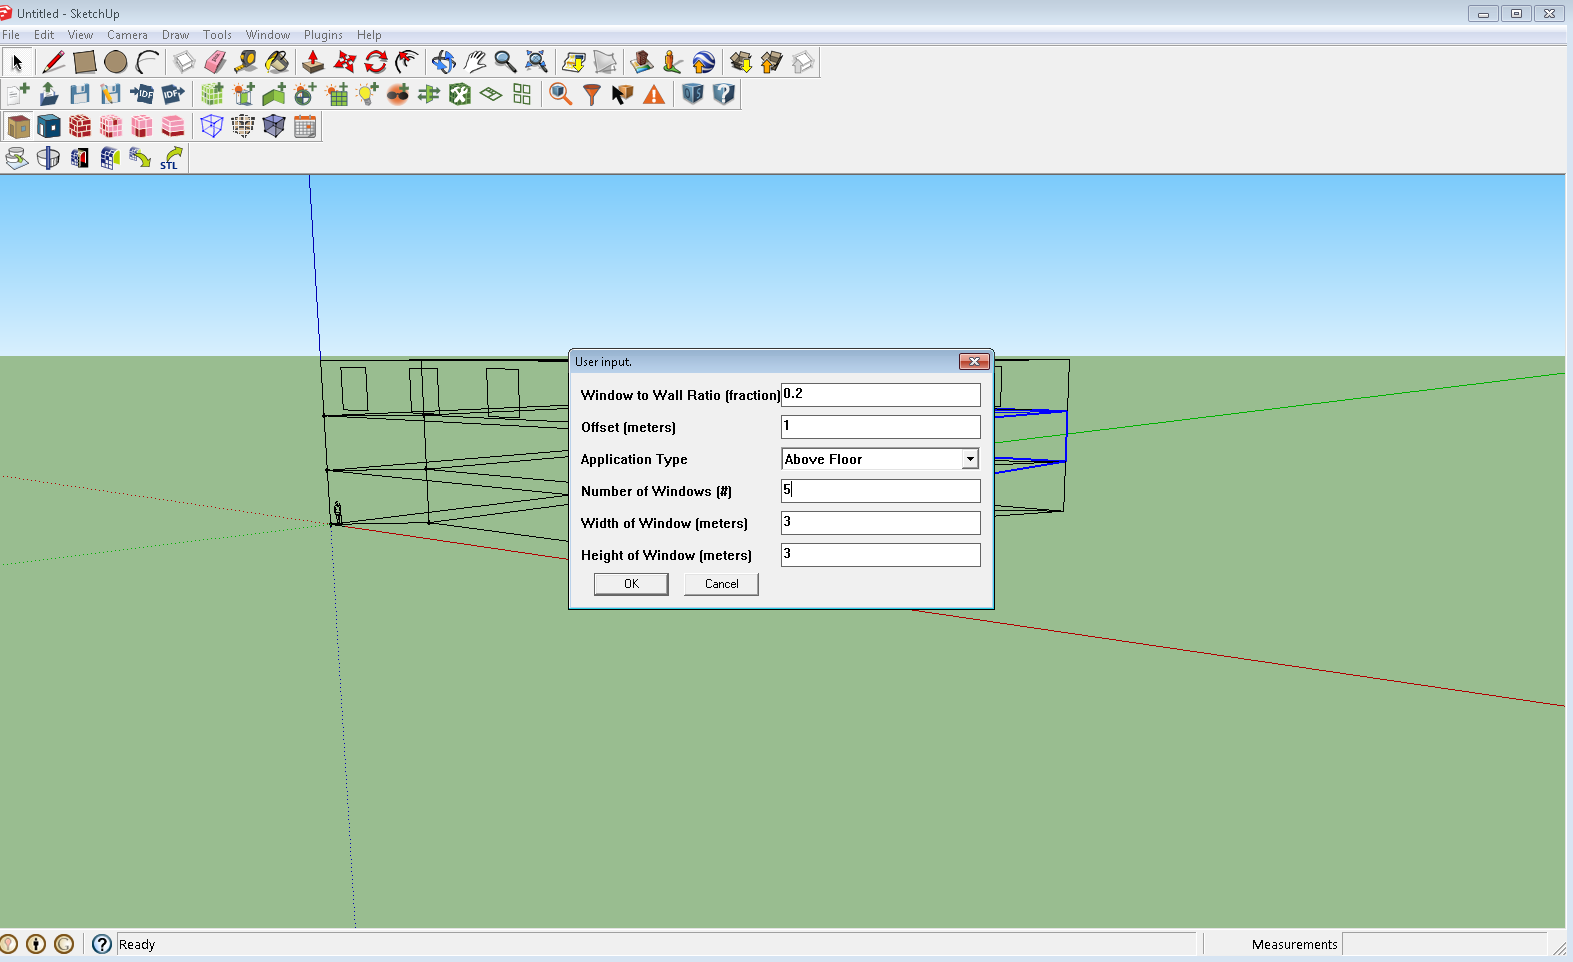 Untitled - SketchUp
File Edit View Camera Draw Tools Window Plugins Help
IDF IDF
STL
User input.
Window to Wall Ratio (fraction) 0.2
Offset (meters) 1
Application Type Above Floor
Number of Windows (#) 5
Width of Window (meters) 3
Height of Window (meters) 3
OK Cancel
Ready Measurements